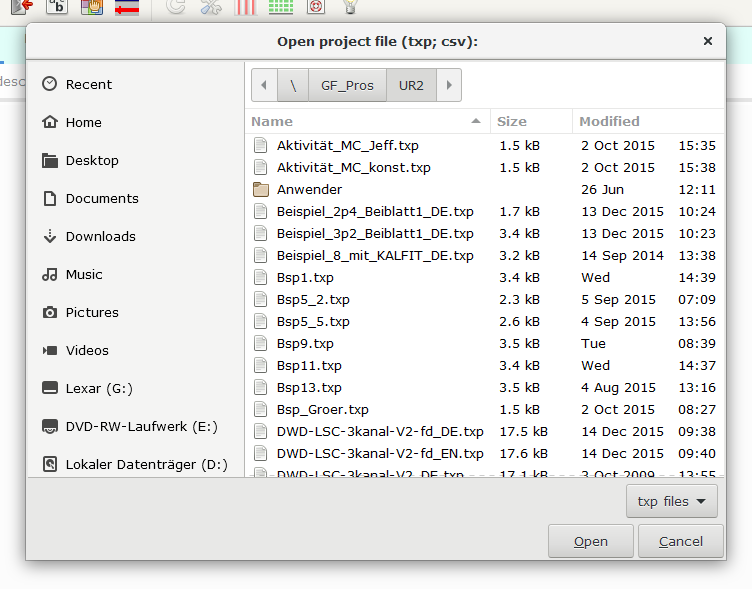 b
Open project file (txp; csv):
desc
Recent
Home
Desktop
Documents
Downloads
Music
Pictures
Videos
Lexar (G:)
DVD-RW-Laufwerk (E:)
Lokaler Datenträger (D:)
\ GF_Pros UR2
Name Size Modified
Aktivität_MC_Jeff.txp 1.5 kB 2 Oct 2015 15:35
Aktivität_MC_konst.txp 1.5 kB 2 Oct 2015 15:38
Anwender 26 Jun 12:11
Beispiel_2p4_Beiblatt1_DE.txp 1.7 kB 13 Dec 2015 10:24
Beispiel_3p2_Beiblatt1_DE.txp 3.4 kB 13 Dec 2015 10:23
Beispiel_8_mit_KALFIT_DE.txp 3.2 kB 14 Sep 2014 13:38
Bsp1.txp 3.4 kB Wed 14:39
Bsp5_2.txp 2.3 kB 5 Sep 2015 07:09
Bsp5_5.txp 2.6 kB 4 Sep 2015 13:56
Bsp9.txp 3.5 kB Tue 08:39
Bsp11.txp 3.4 kB Wed 14:37
Bsp13.txp 3.5 kB 4 Aug 2015 13:16
Bsp_Groer.txp 1.5 kB 2 Oct 2015 08:27
DWD-LSC-3kanal-V2-fd_DE.txp 17.5 kB 14 Dec 2015 09:38
DWD-LSC-3kanal-V2-fd_EN.txp 17.6 kB 14 Dec 2015 09:40
DWD-LSC-3kanal-V2_DE.txp 17.1 kB 3 Oct 2009 13:55
txp files
Open Cancel